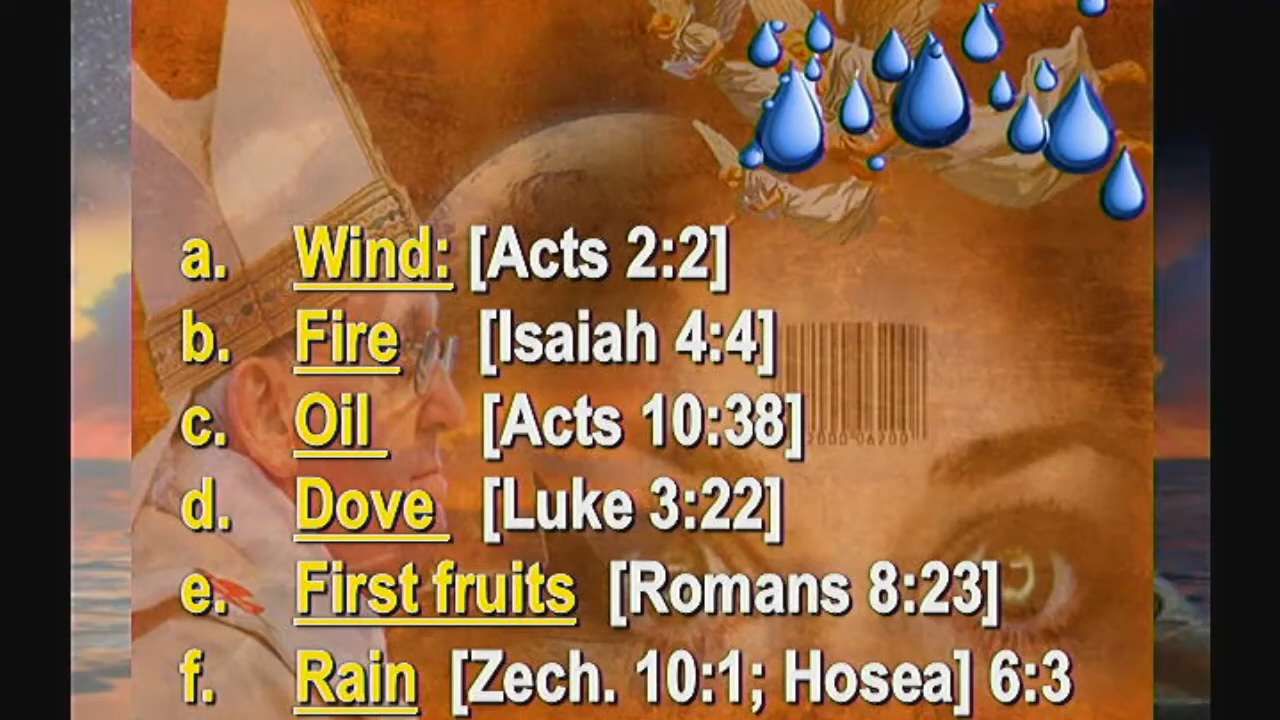 a. Wind: [Acts 2:2]
b. Fire [Isaiah 4:4]
c. Oil [Acts 10:38]
d. Dove [Luke 3:22]
e. First fruits [Romans 8:23]
f. Rain [Zech. 10:1; Hosea] 6:3